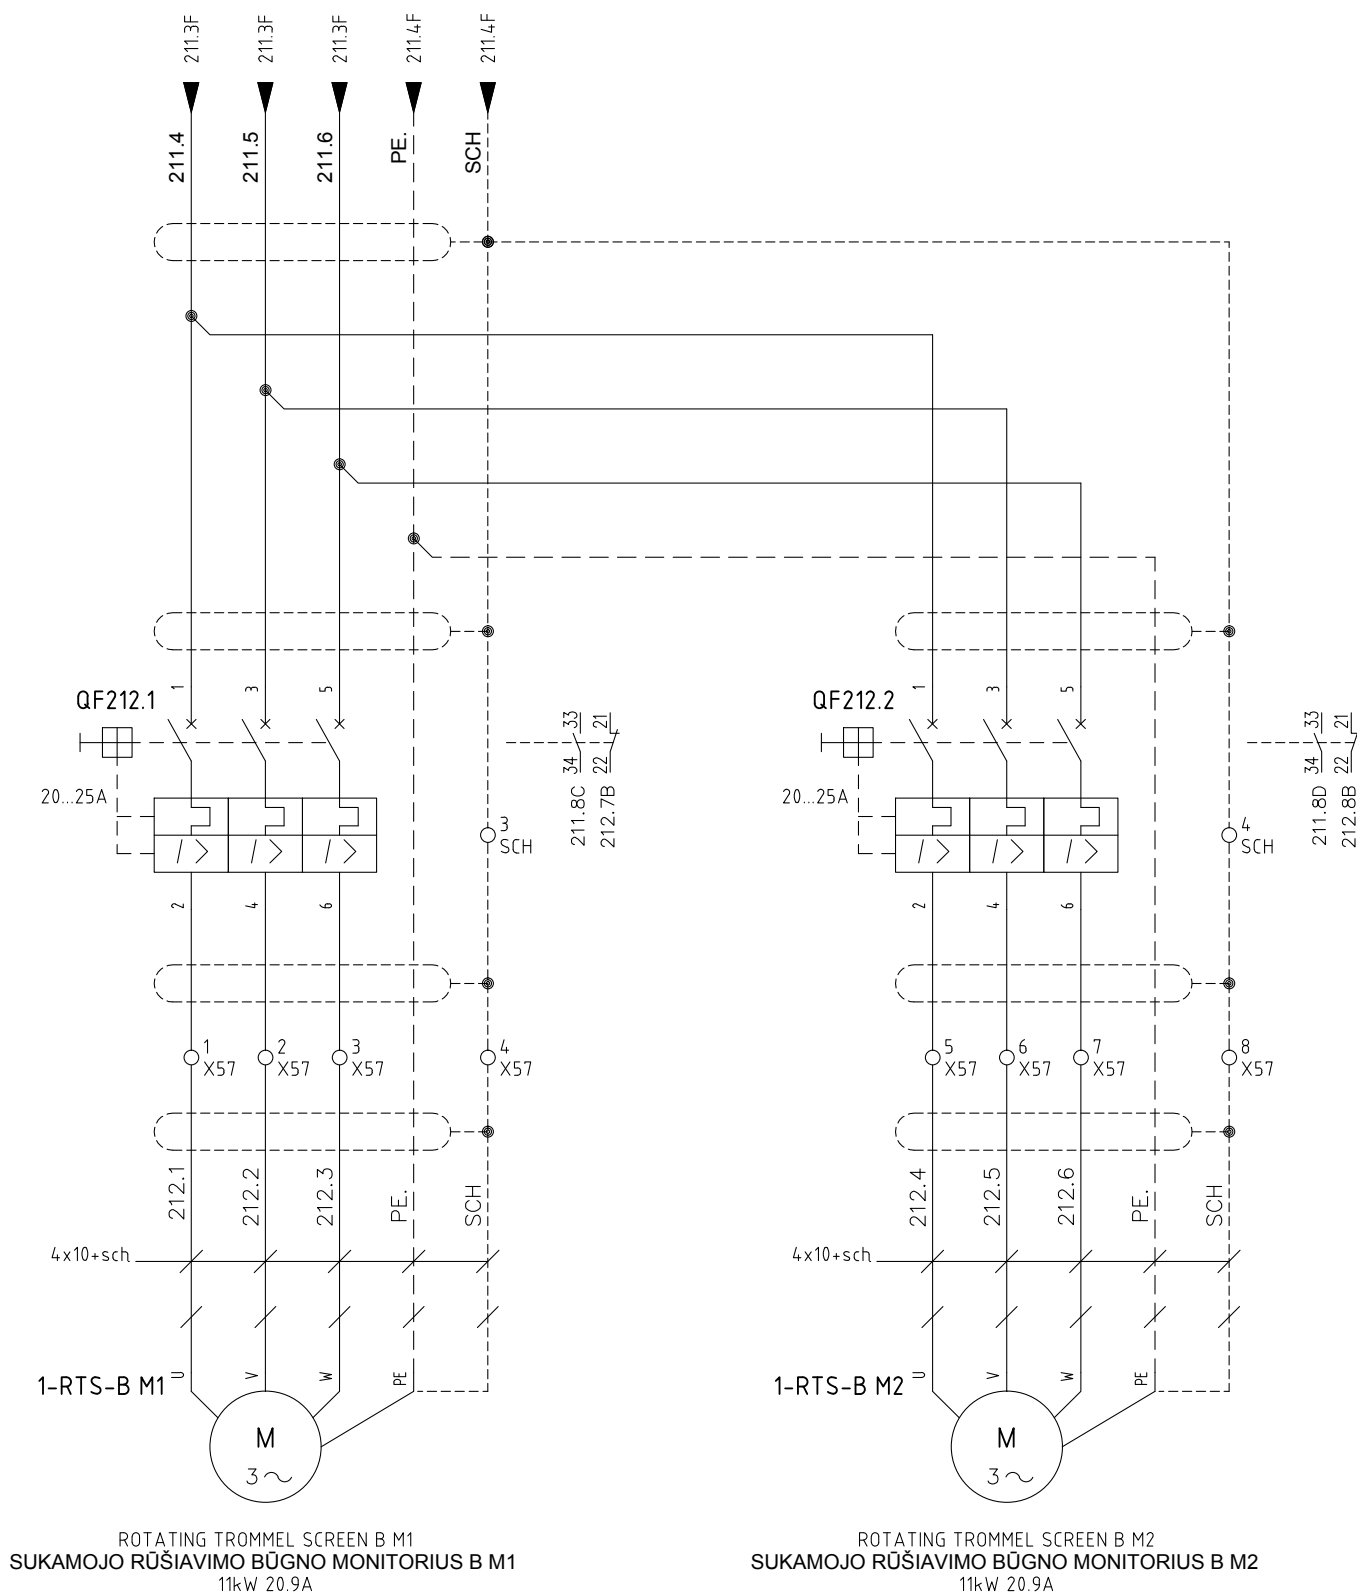 211.3F 211.3F 211.3F 211.4F 211.4F
211.4 211.5 211.6 PE. SCH
QF212.1 1 3 5
33 21
34 22
20...25A
211.8C 212.7B
3
SCH
2 4 6
QF212.2 1 3 5
33 21
34 22
20...25A
211.8D 212.8B
4
SCH
2 4 6
1 2 3 4
X57 X57 X57 X57
5 6 7 8
X57 X57 X57 X57
212.1 212.2 212.3 PE. SCH
212.4 212.5 212.6 PE. SCH
4x10+sch
4x10+sch
1-RTS-B M1 U V W PE
M
3
1-RTS-B M2 U V W PE
M
3
ROTATING TROMMEL SCREEN B M1
SUKAMOJO RŪŠIAVIMO BŪGNO MONITORIUS B M1
11kW 20.9A
ROTATING TROMMEL SCREEN B M2
SUKAMOJO RŪŠIAVIMO BŪGNO MONITORIUS B M2
11kW 20.9A